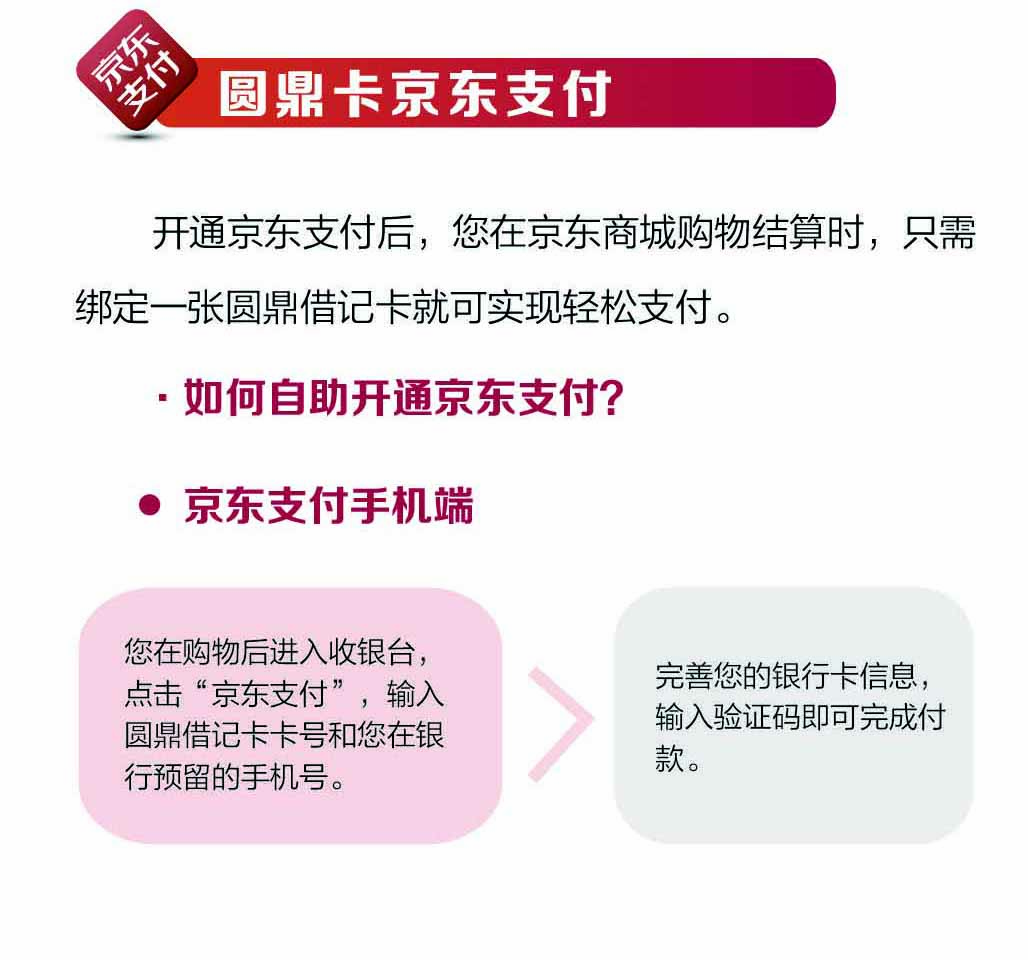 京东
支付
圆鼎卡京东支付
开通京东支付后，您在京东商城购物结算时，只需
绑定一张圆鼎借记卡就可实现轻松支付。
·如何自助开通京东支付？
● 京东支付手机端
您在购物后进入收银台，
点击“京东支付”，输入
圆鼎借记卡卡号和您在银
行预留的手机号。
完善您的银行卡信息，
输入验证码即可完成付
款。